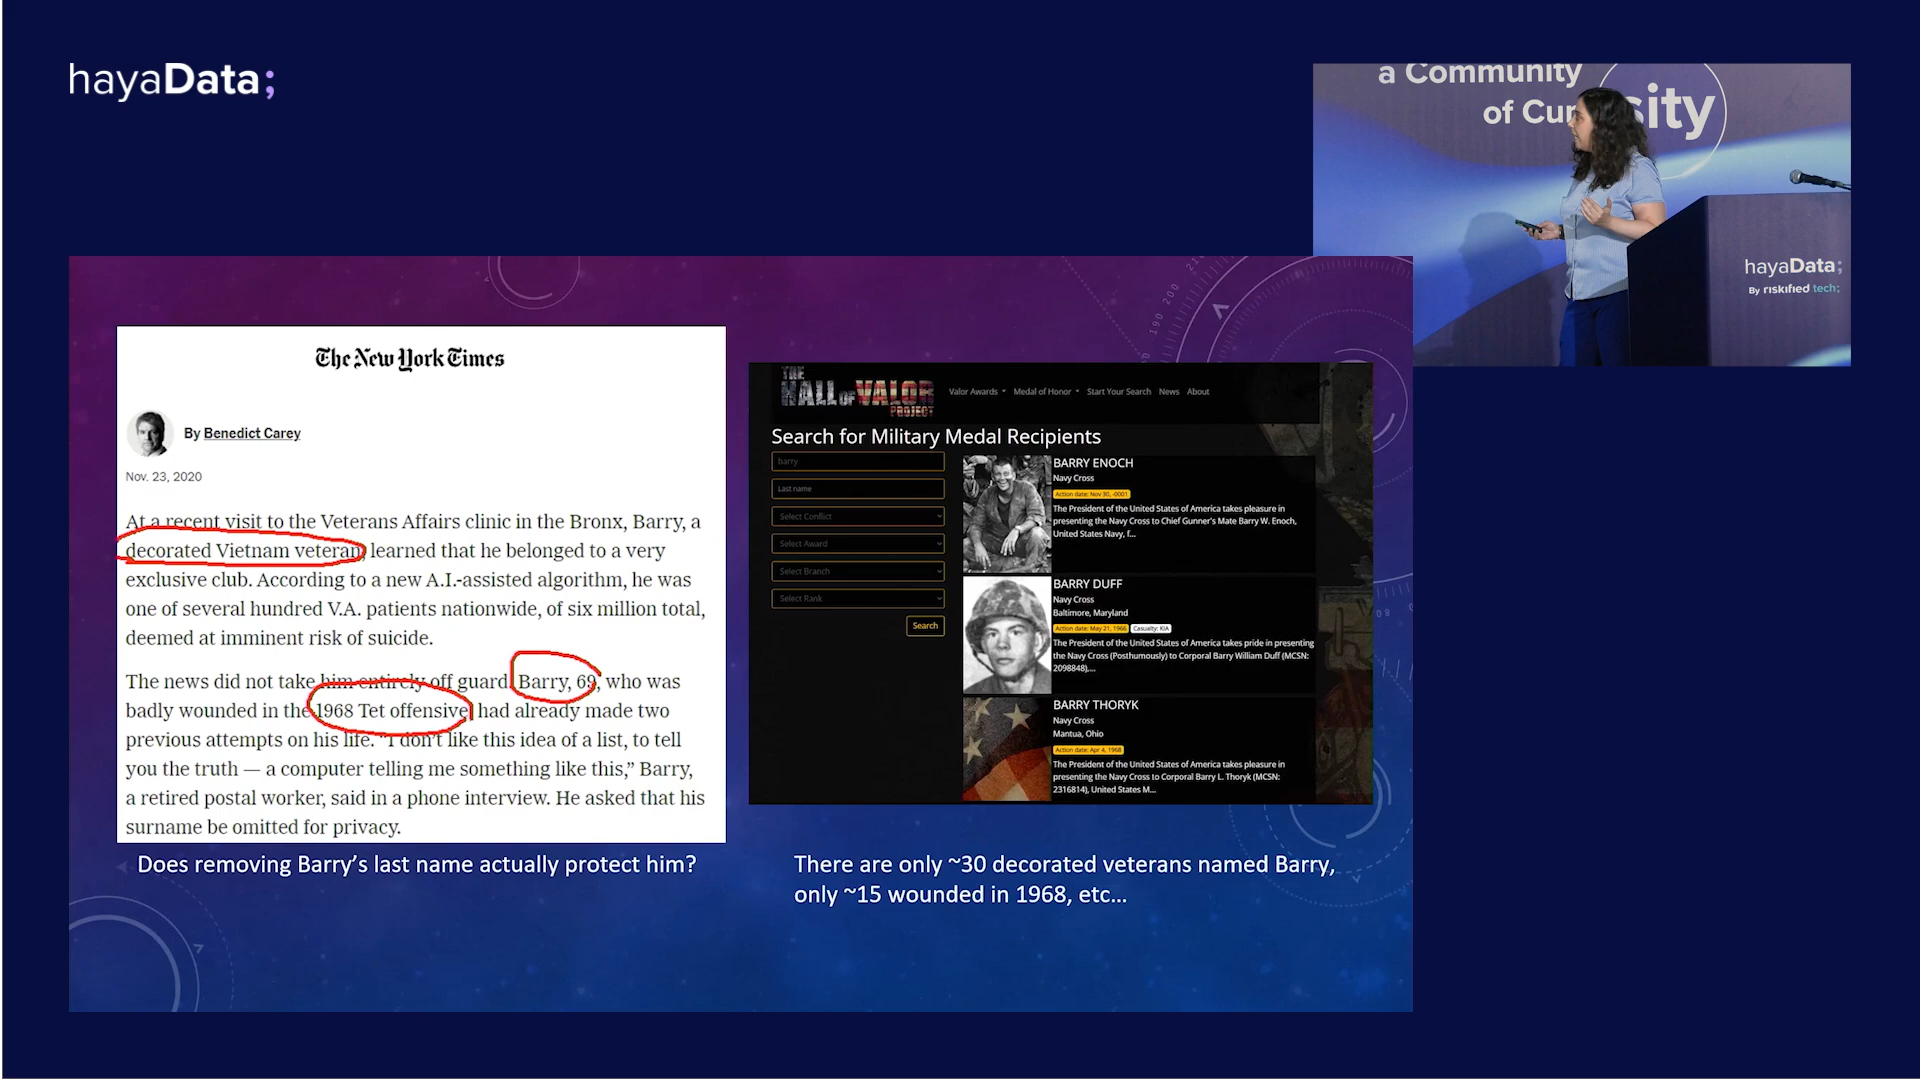 hayaData;
a Community
of Cur sity
hayaData;
By riskified tech;
The New York Times
By Benedict Carey
Nov. 23, 2020
At a recent visit to the Veterans Affairs clinic in the Bronx, Barry, a
decorated Vietnam veteran, learned that he belonged to a very
exclusive club. According to a new A.I.-assisted algorithm, he was
one of several hundred V.A. patients nationwide, of six million total,
deemed at imminent risk of suicide.
The news did not take him entirely off guard. Barry, 69, who was
badly wounded in the 1968 Tet offensive, had already made two
previous attempts on his life. “I don’t like this idea of a list, to tell
you the truth — a computer telling me something like this,” Barry,
a retired postal worker, said in a phone interview. He asked that his
surname be omitted for privacy.
Does removing Barry’s last name actually protect him?
190 200 210
THE
HALL OF VALOR
PROJECT
Valor Awards Medal of Honor Start Your Search News About
Search for Military Medal Recipients
barry
Last name
Select Conflict
Select Award
Select Branch
Select Rank
Search
BARRY ENOCH
Navy Cross
Action date: Nov 30, -0001
The President of the United States of America takes pleasure in
presenting the Navy Cross to Chief Gunner's Mate Barry W. Enoch,
United States Navy, f...
BARRY DUFF
Navy Cross
Baltimore, Maryland
Action date: May 21, 1966 Casualty: KIA
The President of the United States of America takes pride in presenting
the Navy Cross (Posthumously) to Corporal Barry William Duff (MCSN:
2098848),...
BARRY THORYK
Navy Cross
Mantua, Ohio
Action date: Apr 4, 1968
The President of the United States of America takes pleasure in
presenting the Navy Cross to Corporal Barry L. Thoryk (MCSN:
2316814), United States M...
There are only ~30 decorated veterans named Barry,
only ~15 wounded in 1968, etc...